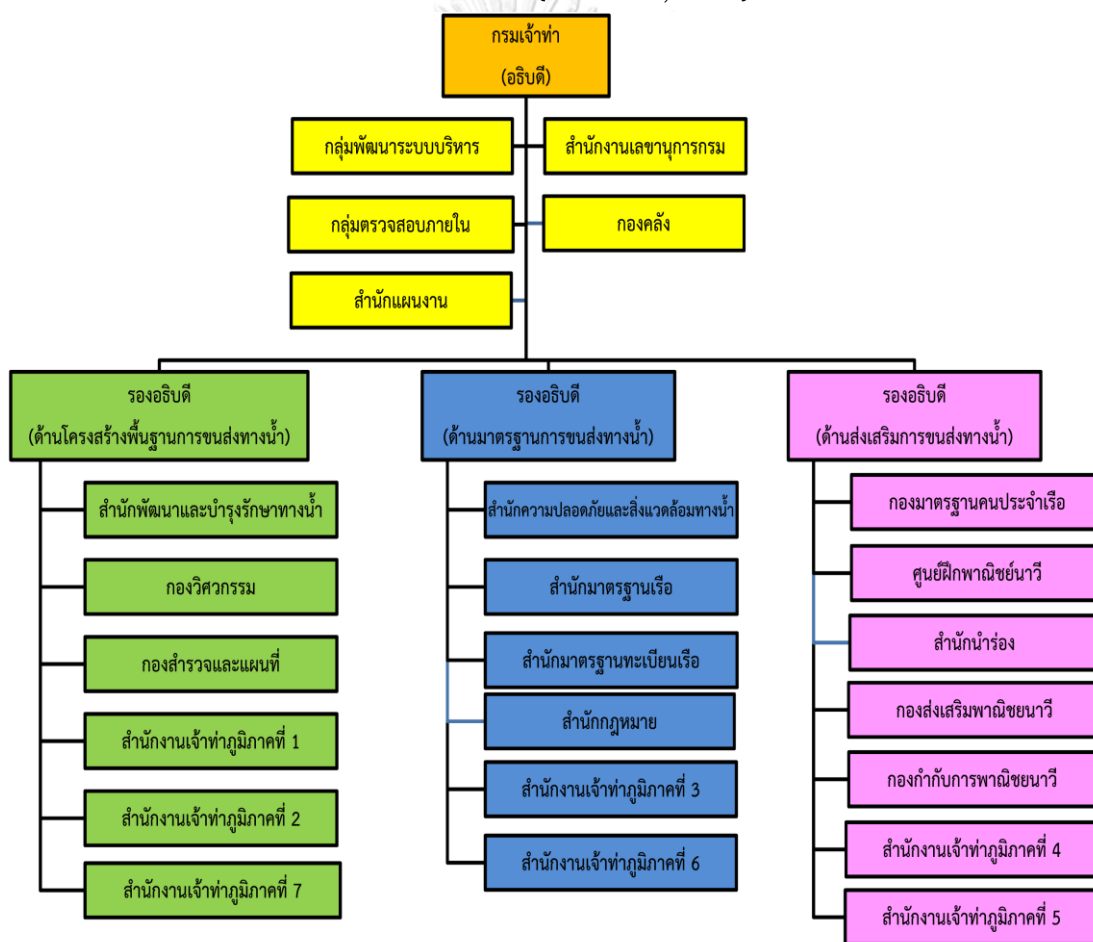 กรมเจ้าท่า
(อธิบดี)
กลุ่มพัฒนาระบบบริหาร
สำนักงานเลขานุการกรม
กลุ่มตรวจสอบภายใน
กองคลัง
สำนักแผนงาน
รองอธิบดี
(ด้านโครงสร้างพื้นฐานการขนส่งทางน้ำ)
สำนักพัฒนาและบำรุงรักษาทางน้ำ
กองวิศวกรรม
กองสำรวจและแผนที่
สำนักงานเจ้าท่าภูมิภาคที่ 1
สำนักงานเจ้าท่าภูมิภาคที่ 2
สำนักงานเจ้าท่าภูมิภาคที่ 7
รองอธิบดี
(ด้านมาตรฐานการขนส่งทางน้ำ)
สำนักความปลอดภัยและสิ่งแวดล้อมทางน้ำ
สำนักมาตรฐานเรือ
สำนักมาตรฐานทะเบียนเรือ
สำนักกฎหมาย
สำนักงานเจ้าท่าภูมิภาคที่ 3
สำนักงานเจ้าท่าภูมิภาคที่ 6
รองอธิบดี
(ด้านส่งเสริมการขนส่งทางน้ำ)
กองมาตรฐานคนประจำเรือ
ศูนย์ฝึกพาณิชย์นาวี
สำนักนำร่อง
กองส่งเสริมพาณิชยนาวี
กองกำกับการพาณิชยนาวี
สำนักงานเจ้าท่าภูมิภาคที่ 4
สำนักงานเจ้าท่าภูมิภาคที่ 5